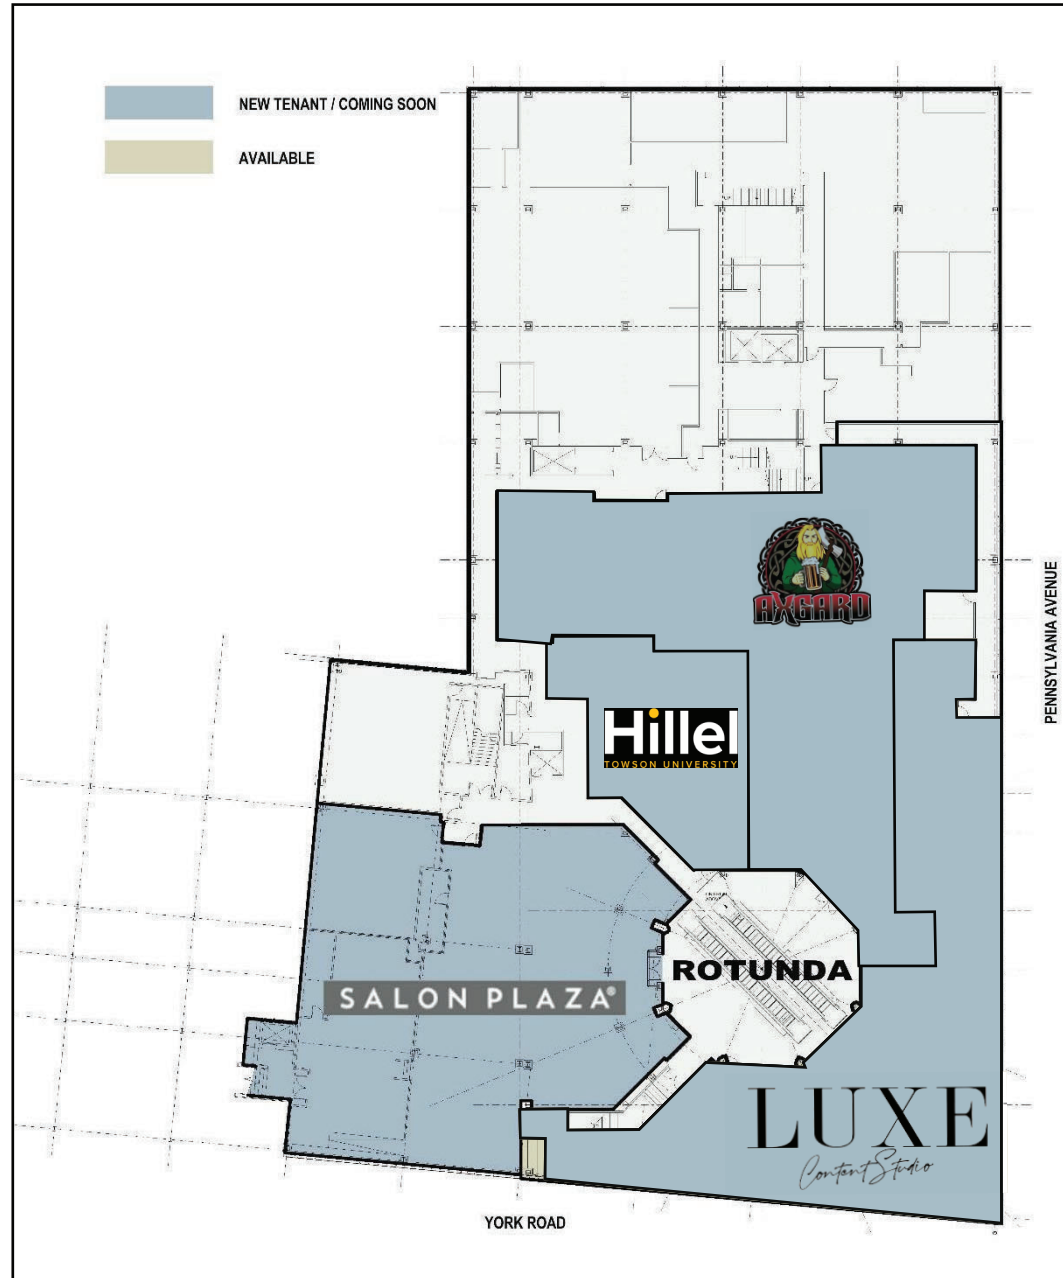 NEW TENANT / COMING SOON
AVAILABLE
AXGARD
PENNSYLVANIA AVENUE
Hillel
TOWSON UNIVERSITY
ROTUNDA
SALON PLAZA®
LUXE
Content Studio
YORK ROAD